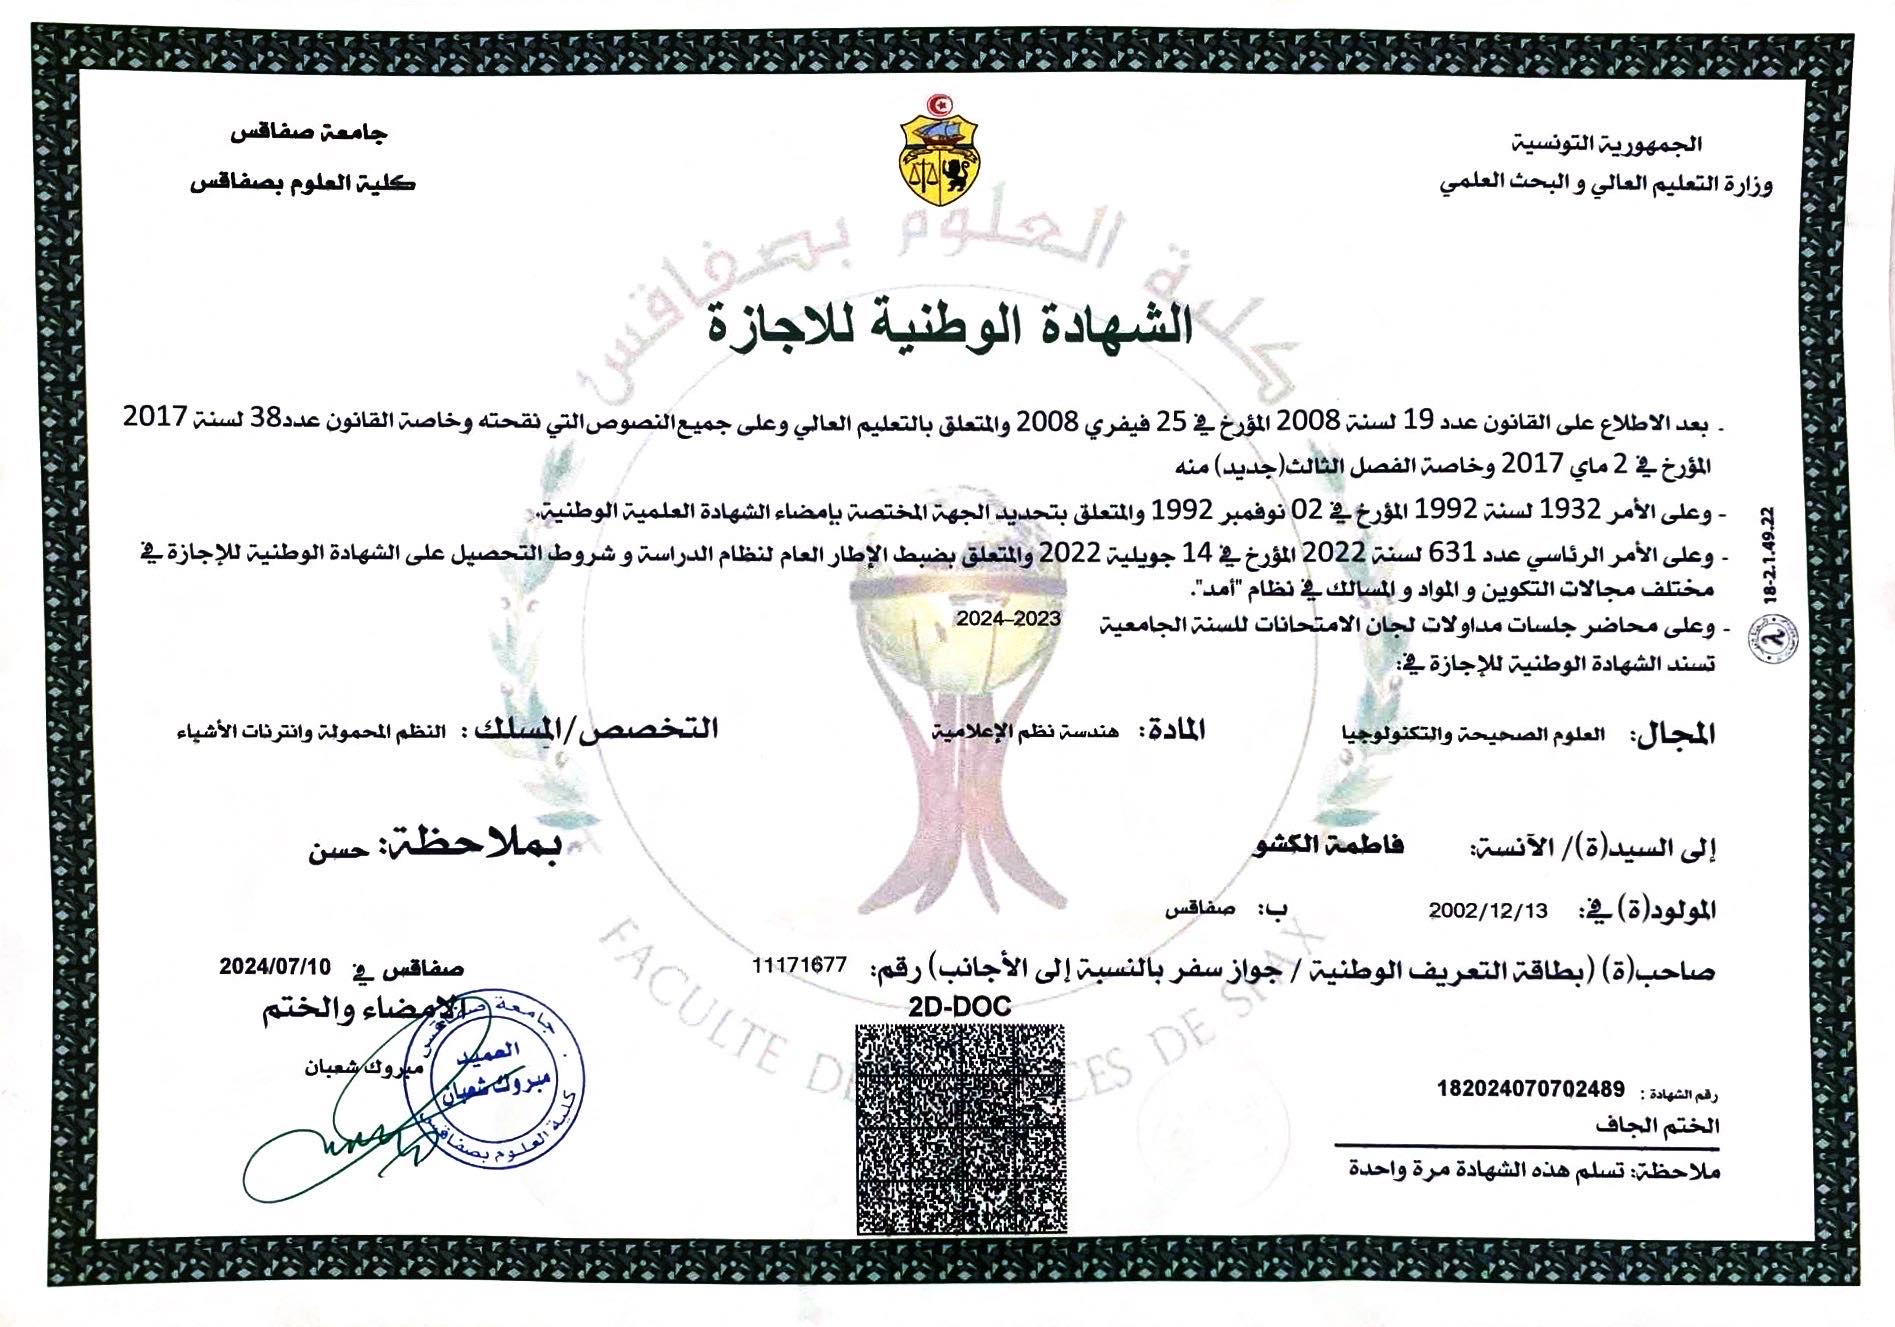 الجمهورية التونسية
وزارة التعليم العالي و البحث العلمي
جامعة صفاقس
كلية العلوم بصفاقس
كلية العلوم بصفاقس
الشهادة الوطنية للاجازة
- بعد الاطلاع على القانون عدد 19 لسنة 2008 المؤرخ في 25 فيفري 2008 والمتعلق بالتعليم العالي وعلى جميع النصوص التي نقحته وخاصة القانون عدد38 لسنة 2017
المؤرخ في 2 ماي 2017 وخاصة الفصل الثالث(جديد) منه
- وعلى الأمر 1932 لسنة 1992 المؤرخ في 02 نوفمبر 1992 والمتعلق بتحديد الجهة المختصة بإمضاء الشهادة العلمية الوطنية.
- وعلى الأمر الرئاسي عدد 631 لسنة 2022 المؤرخ في 14 جويلية 2022 والمتعلق بضبط الإطار العام لنظام الدراسة و شروط التحصيل على الشهادة الوطنية للإجازة في
مختلف مجالات التكوين و المواد و المسالك في نظام "أمد".
- وعلى محاضر جلسات مداولات لجان الامتحانات للسنة الجامعية 2023–2024
تسند الشهادة الوطنية للإجازة في:
18-2.1.49.22
المجال: العلوم الصحيحة والتكنولوجيا المادة: هندسة نظم الإعلامية التخصص/المسلك : النظم المحمولة وانترنات الأشياء
إلى السيد(ة)/ الآنسة: فاطمة الكشو بملاحظة: حسن
المولود(ة) في: 2002/12/13 ب: صفاقس
صاحب(ة) (بطاقة التعريف الوطنية / جواز سفر بالنسبة إلى الأجانب) رقم: 11171677 صفاقس في 2024/07/10
2D-DOC
الامضاء والختم
مبروك شعبان
جامعة صفاقس
العميد
مبروك شعبان
كلية العلوم بصفاقس
رقم الشهادة : 182024070702489
الختم الجاف
ملاحظة: تسلم هذه الشهادة مرة واحدة
FACULTE DE
CES DE SFAX